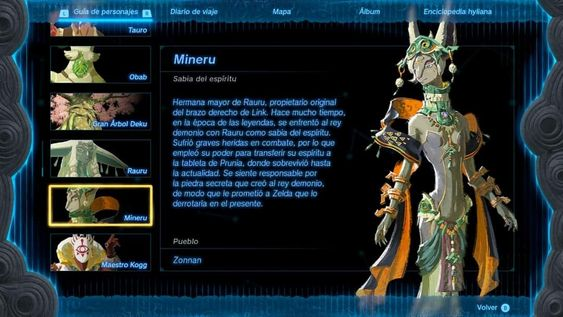 L Guía de personajes R
Diario de viaje
Mapa
Álbum
Enciclopedia hyliana
Tauro
Obab
Gran Árbol Deku
Rauru
Mineru
Maestro Kogg
Mineru
Sabia del espíritu
Hermana mayor de Rauru, propietario original
del brazo derecho de Link. Hace mucho tiempo,
en la época de las leyendas, se enfrentó al rey
demonio con Rauru como sabia del espíritu.
Sufrió graves heridas en combate, por lo que
empleó su poder para transferir su espíritu a
la tableta de Prunia, donde sobrevivió hasta
la actualidad. Se siente responsable por
la piedra secreta que creó al rey demonio,
de modo que le prometió a Zelda que lo
derrotaría en el presente.
Pueblo
Zonnan
Volver B